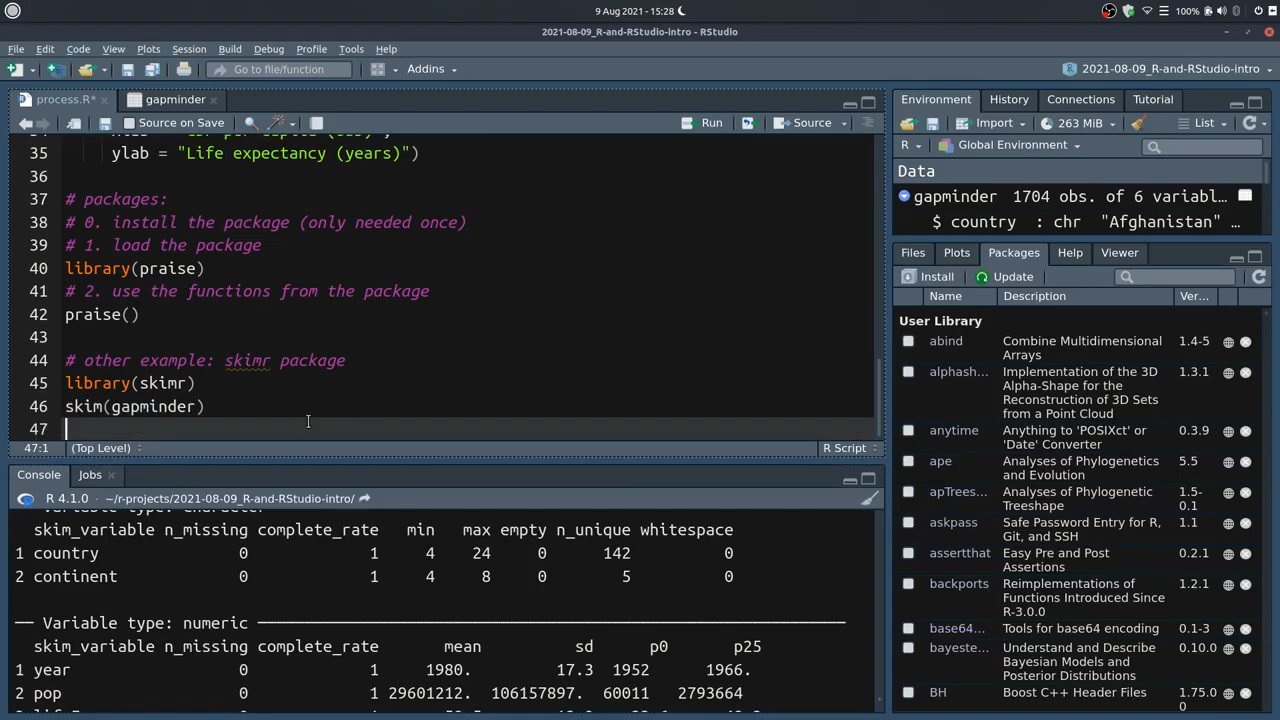 9 Aug 2021 15:28
100%
2021-08-09_R-and-RStudio-intro - RStudio
File Edit Code View Plots Session Build Debug Profile Tools Help
Go to file/function Addins
2021-08-09_R-and-RStudio-intro
process.R* gapminder
Source on Save Run Source
35 ylab = "Life expectancy (years)")
36
37 # packages:
38 # 0. install the package (only needed once)
39 # 1. load the package
40 library(praise)
41 # 2. use the functions from the package
42 praise()
43
44 # other example: skimr package
45 library(skimr)
46 skim(gapminder)
47
47:1 (Top Level) R Script
Console Jobs
R 4.1.0 · ~/r-projects/2021-08-09_R-and-RStudio-intro/
skim_variable n_missing complete_rate min max empty n_unique whitespace
1 country 0 1 4 24 0 142 0
2 continent 0 1 4 8 0 5 0
── Variable type: numeric ──
skim_variable n_missing complete_rate mean sd p0 p25
1 year 0 1 1980. 17.3 1952 1966.
2 pop 0 1 29601212. 106157897. 60011 2793664
Environment History Connections Tutorial
Import 263 MiB List
R Global Environment
Data
gapminder 1704 obs. of 6 variabl…
$ country : chr "Afghanistan" …
Files Plots Packages Help Viewer
Install Update
Name Description Ver...
User Library
abind Combine Multidimensional Arrays 1.4-5
alphash... Implementation of the 3D Alpha-Shape for the Reconstruction of 3D Sets from a Point Cloud 1.3.1
anytime Anything to 'POSIXct' or 'Date' Converter 0.3.9
ape Analyses of Phylogenetics and Evolution 5.5
apTrees... Analyses of Phylogenetic Treeshape 1.5-0.1
askpass Safe Password Entry for R, Git, and SSH 1.1
assertthat Easy Pre and Post Assertions 0.2.1
backports Reimplementations of Functions Introduced Since R-3.0.0 1.2.1
base64... Tools for base64 encoding 0.1-3
bayeste... Understand and Describe Bayesian Models and Posterior Distributions 0.10.0
BH Boost C++ Header Files 1.75.0 0